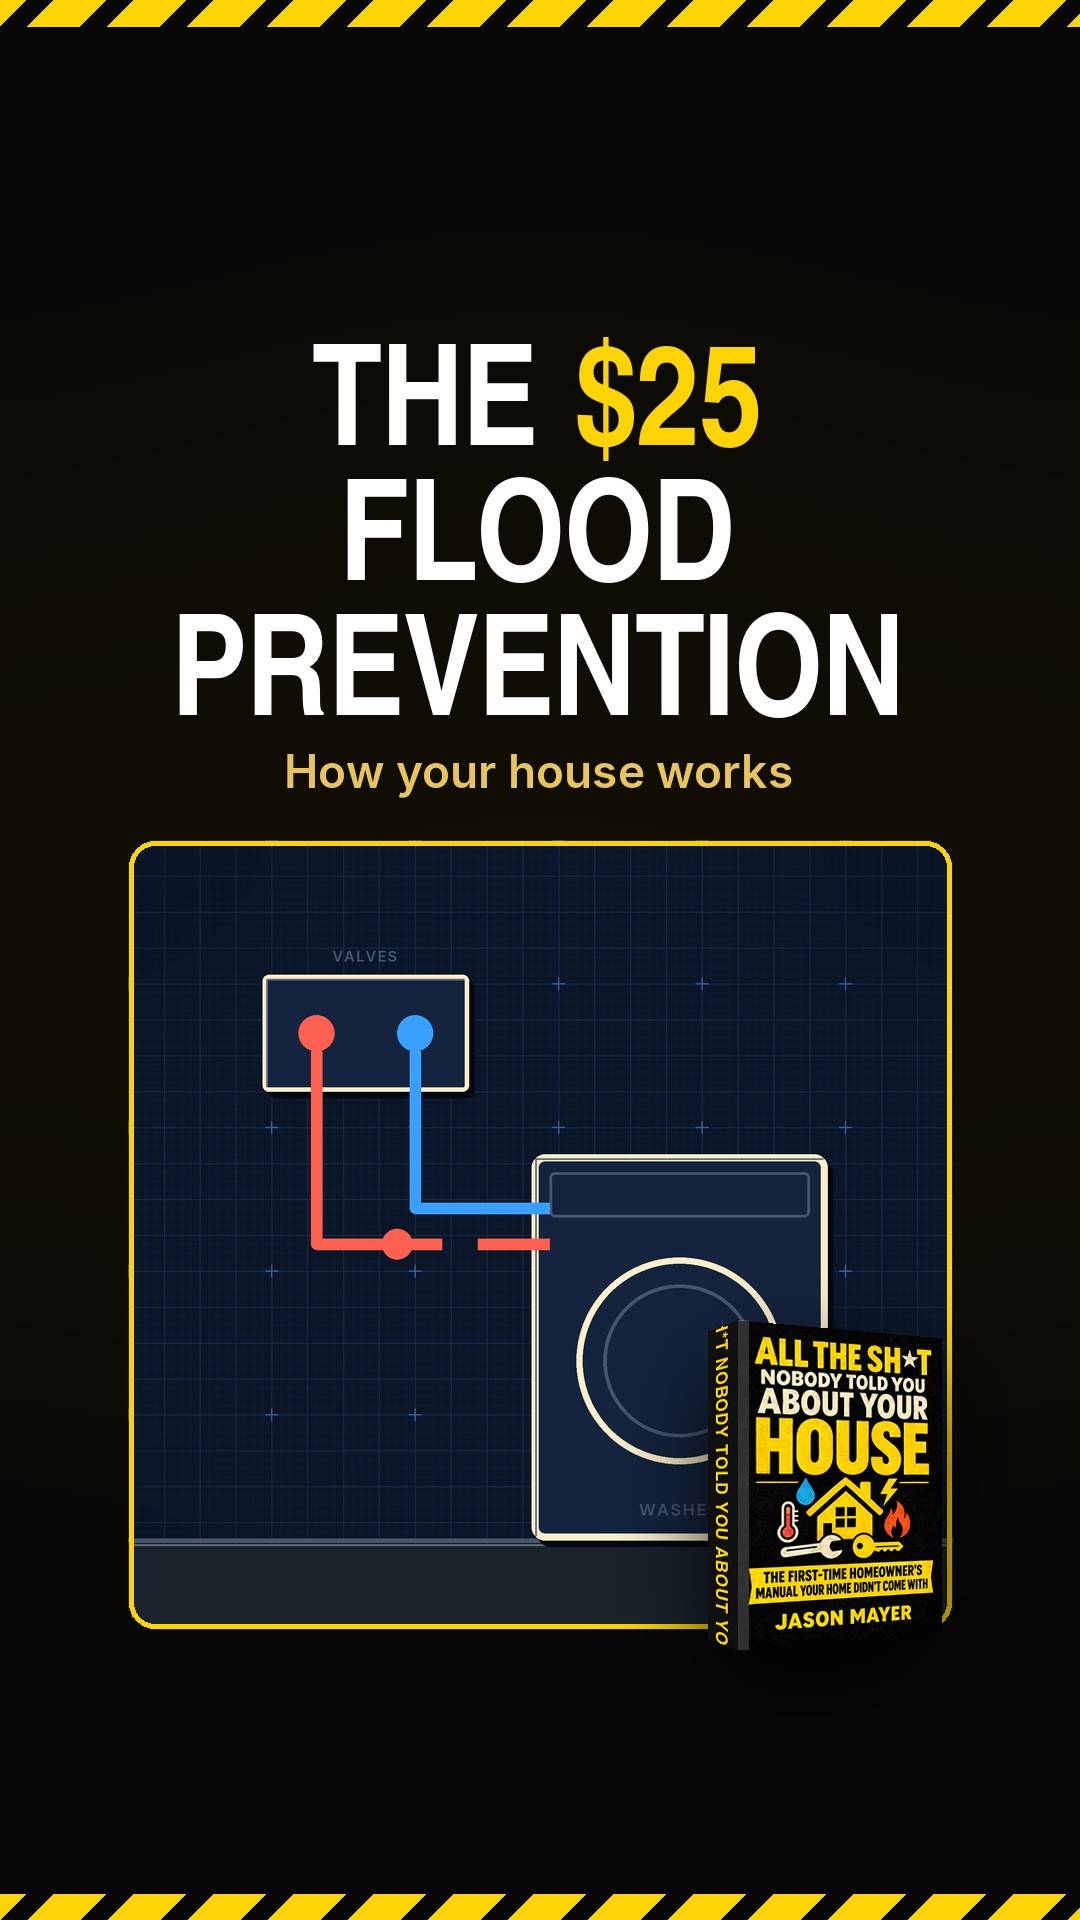 THE $25
FLOOD
PREVENTION
How your house works
VALVES
WASHE
ALL THE SH★T
NOBODY TOLD YOU
ABOUT YOUR
HOUSE
THE FIRST-TIME HOMEOWNER'S
MANUAL YOUR HOME DIDN'T COME WITH
JASON MAYER
*T NOBODY TOLD YOU ABOUT YO